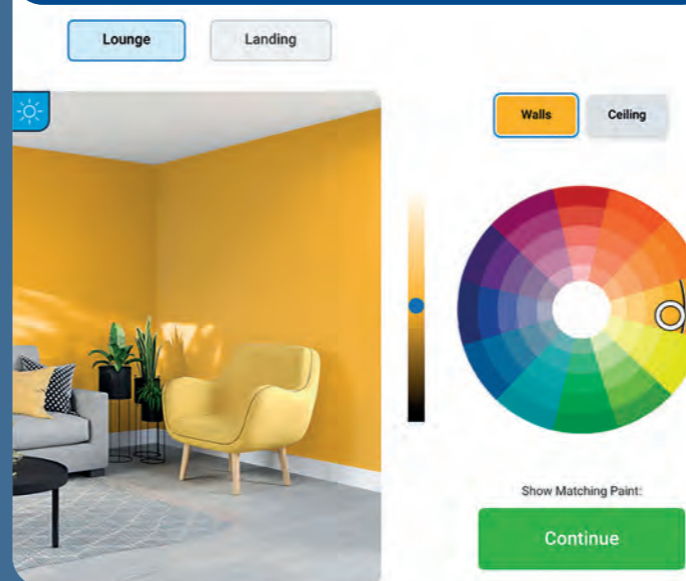 Lounge
Landing
Walls
Ceiling
Show Matching Paint:
Continue